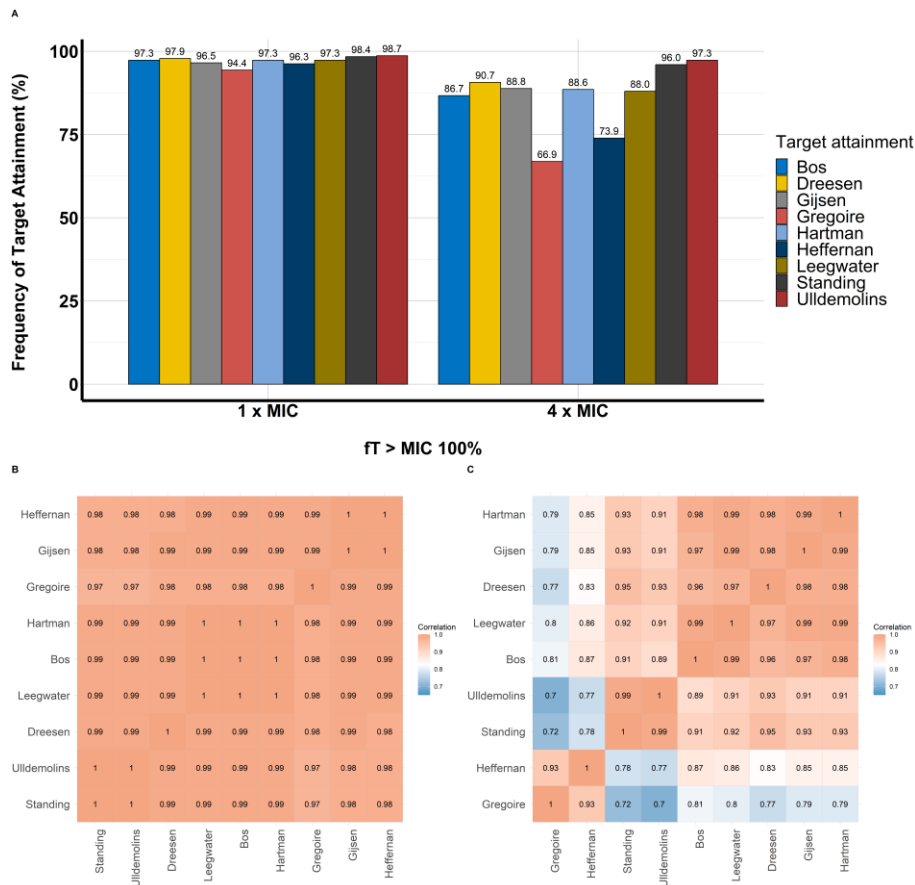 A
Frequency of Target Attainment (%)
100
75
50
25
0
97.3 97.9 96.5 94.4 97.3 96.3 97.3 98.4 98.7
86.7 90.7 88.8 66.9 88.6 73.9 88.0 96.0 97.3
1 x MIC 4 x MIC
fT > MIC 100%
Target attainment
Bos
Dreesen
Gijsen
Gregoire
Hartman
Heffernan
Leegwater
Standing
Ulldemolins
B
Heffernan 0.98 0.98 0.98 0.99 0.99 0.99 0.99 1 1
Gijsen 0.98 0.98 0.99 0.99 0.99 0.99 0.99 1 1
Gregoire 0.97 0.97 0.98 0.98 0.98 0.98 1 0.99 0.99
Hartman 0.99 0.99 0.99 1 1 1 0.98 0.99 0.99
Bos 0.99 0.99 0.99 1 1 1 0.98 0.99 0.99
Leegwater 0.99 0.99 0.99 1 1 1 0.98 0.99 0.99
Dreesen 0.99 0.99 1 0.99 0.99 0.99 0.98 0.99 0.98
Ulldemolins 1 1 0.99 0.99 0.99 0.99 0.97 0.98 0.98
Standing 1 1 0.99 0.99 0.99 0.99 0.97 0.98 0.98
Standing Ulldemolins Dreesen Leegwater Bos Hartman Gregoire Gijsen Heffernan
Correlation
1.0
0.9
0.8
0.7
C
Hartman 0.79 0.85 0.93 0.91 0.98 0.99 0.98 0.99 1
Gijsen 0.79 0.85 0.93 0.91 0.97 0.99 0.98 1 0.99
Dreesen 0.77 0.83 0.95 0.93 0.96 0.97 1 0.98 0.98
Leegwater 0.8 0.86 0.92 0.91 0.99 1 0.97 0.99 0.99
Bos 0.81 0.87 0.91 0.89 1 0.99 0.96 0.97 0.98
Ulldemolins 0.7 0.77 0.99 1 0.89 0.91 0.93 0.91 0.91
Standing 0.72 0.78 1 0.99 0.91 0.92 0.95 0.93 0.93
Heffernan 0.93 1 0.78 0.77 0.87 0.86 0.83 0.85 0.85
Gregoire 1 0.93 0.72 0.7 0.81 0.8 0.77 0.79 0.79
Gregoire Heffernan Standing Ulldemolins Bos Leegwater Dreesen Gijsen Hartman
Correlation
1.0
0.9
0.8
0.7